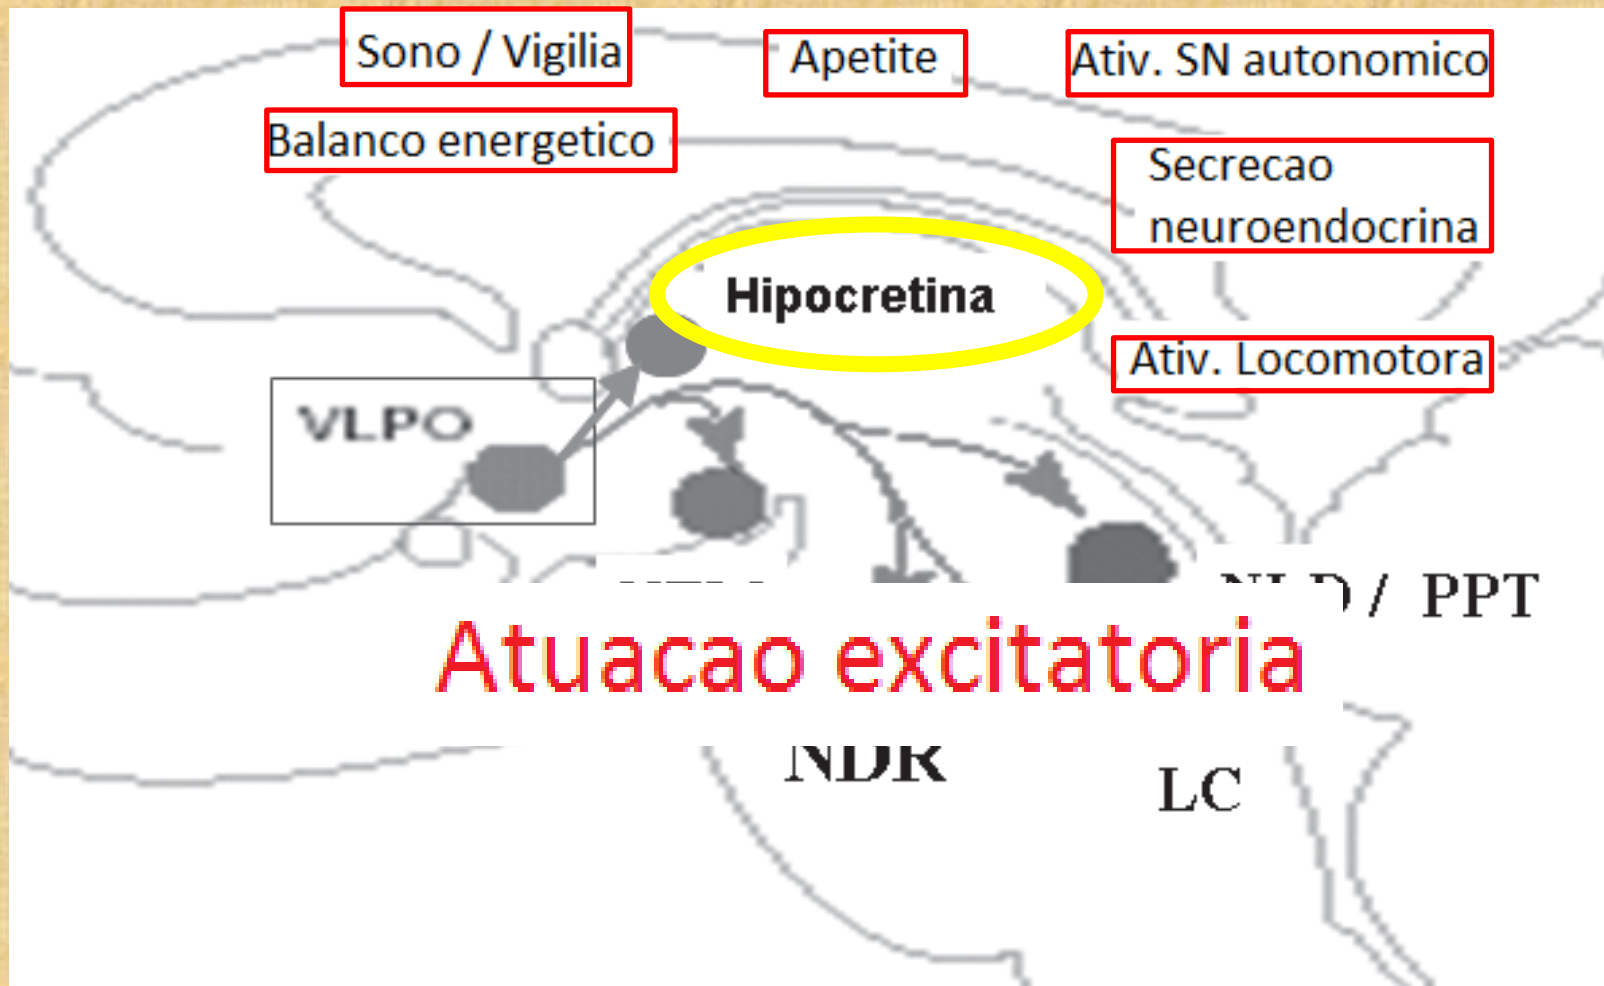 Sono / Vigilia
Apetite
Ativ. SN autonomico
Balanco energetico
Secrecao
neuroendocrina
Hipocretina
Ativ. Locomotora
VLPO
/ PPT
Atuacao excitatoria
NDR
LC